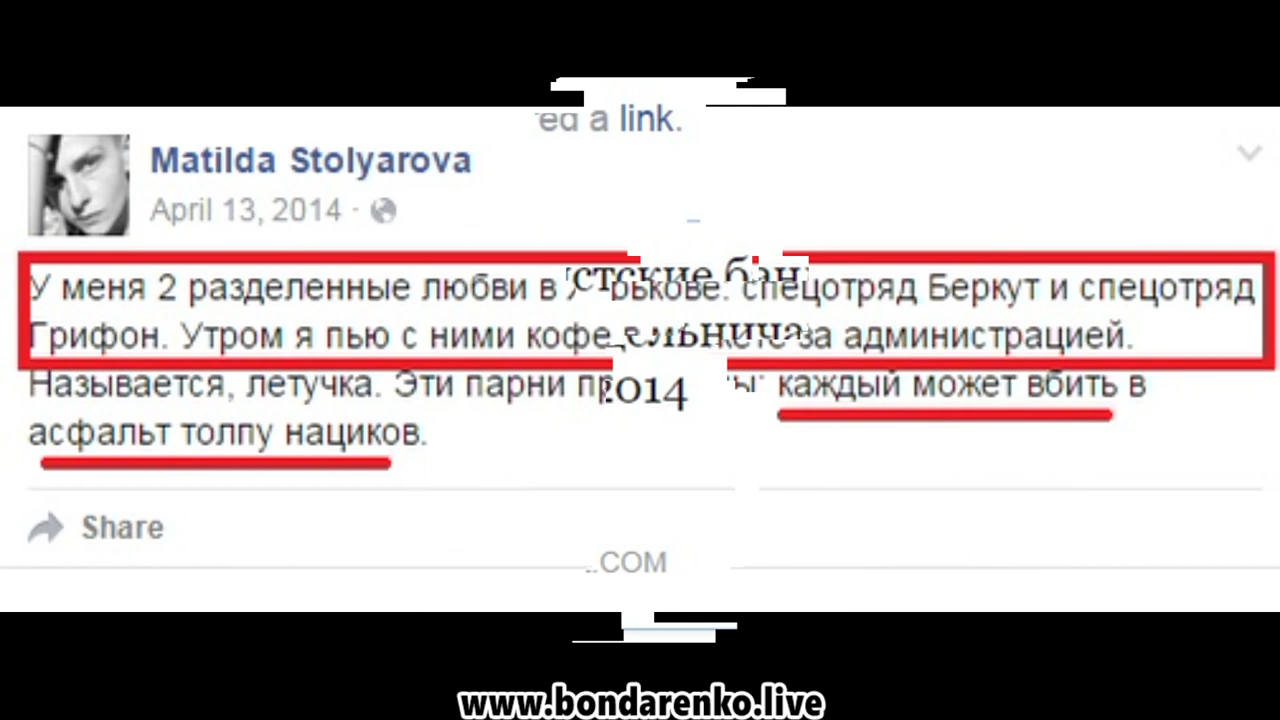 ed a link.
Matilda Stolyarova
April 13, 2014
У меня 2 разделенные любви в спецотряд Беркут и спецотряд
Грифон. Утром я пью с ними кофе за администрацией.
2014
Называется, летучка. Эти парни каждый может вбить в
асфальт толпу нациков.
Share
.COM
www.bondarenko.live